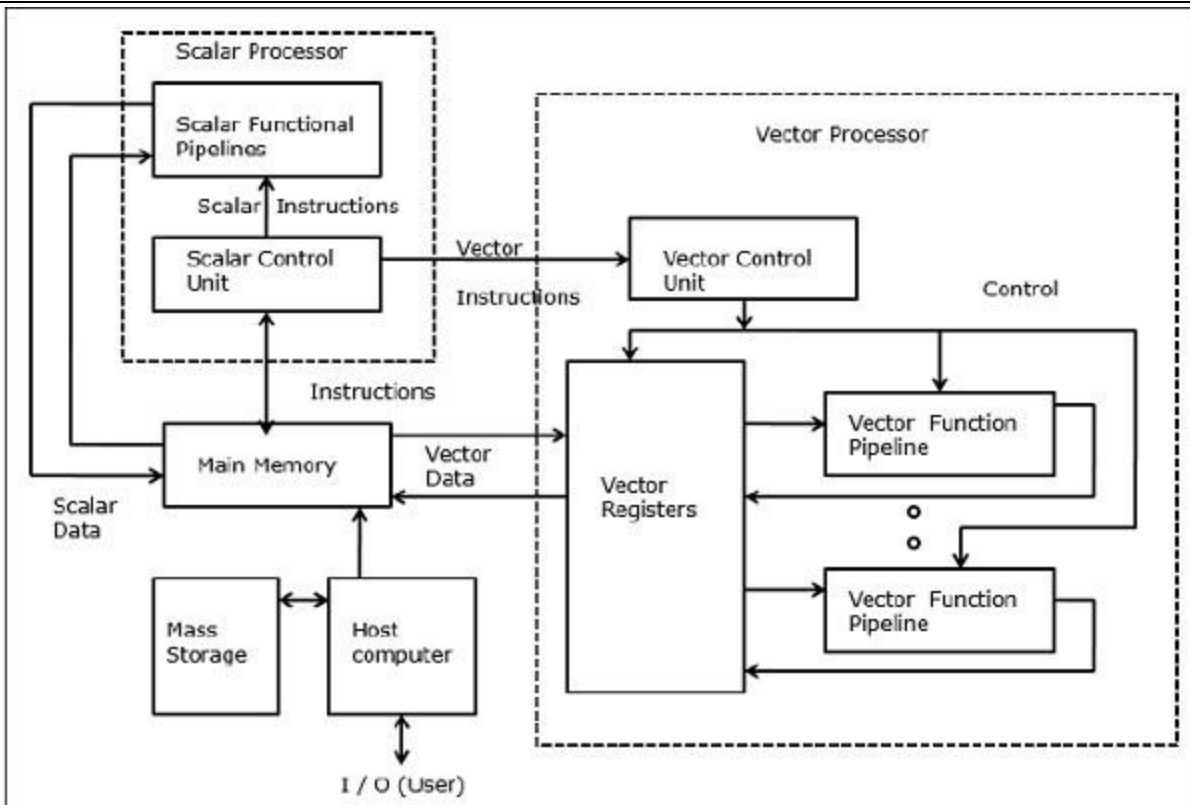 Scalar Processor
Scalar Functional
Pipelines
Scalar Instructions
Scalar Control
Unit
Vector
Instructions
Vector Processor
Vector Control
Unit
Control
Instructions
Main Memory
Vector
Data
Scalar
Data
Vector
Registers
Vector Function
Pipeline
Vector Function
Pipeline
Mass
Storage
Host
computer
I / O (User)